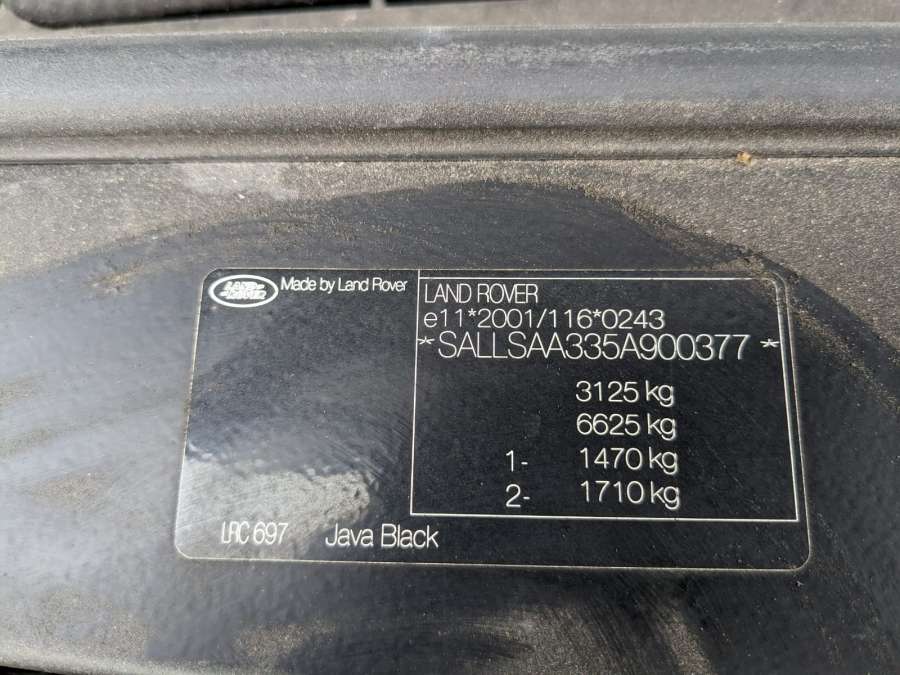 LAND ROVER
Made by Land Rover
LAND ROVER
e11*2001/116*0243
*SALLSAA335A900377*
3125 kg
6625 kg
1- 1470 kg
2- 1710 kg
LRC 697 Java Black